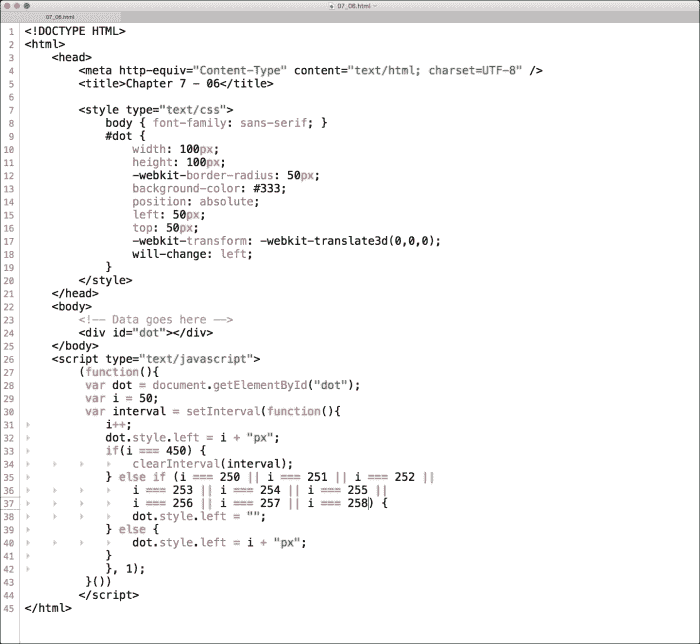 07_06.html
07_06.html
1 <!DOCTYPE HTML>
2 <html>
3 <head>
4 <meta http-equiv="Content-Type" content="text/html; charset=UTF-8" />
5 <title>Chapter 7 - 06</title>
6
7 <style type="text/css">
8 body { font-family: sans-serif; }
9 #dot {
10 width: 100px;
11 height: 100px;
12 -webkit-border-radius: 50px;
13 background-color: #333;
14 position: absolute;
15 left: 50px;
16 top: 50px;
17 -webkit-transform: -webkit-translate3d(0,0,0);
18 will-change: left;
19 }
20 </style>
21 </head>
22 <body>
23 <!-- Data goes here -->
24 <div id="dot"></div>
25 </body>
26 <script type="text/javascript">
27 (function(){
28 var dot = document.getElementById("dot");
29 var i = 50;
30 var interval = setInterval(function(){
31 i++;
32 dot.style.left = i + "px";
33 if(i === 450) {
34 clearInterval(interval);
35 } else if (i === 250 || i === 251 || i === 252 ||
36 i === 253 || i === 254 || i === 255 ||
37 i === 256 || i === 257 || i === 258) {
38 dot.style.left = "";
39 } else {
40 dot.style.left = i + "px";
41 }
42 }, 1);
43 }())
44 </script>
45 </html>